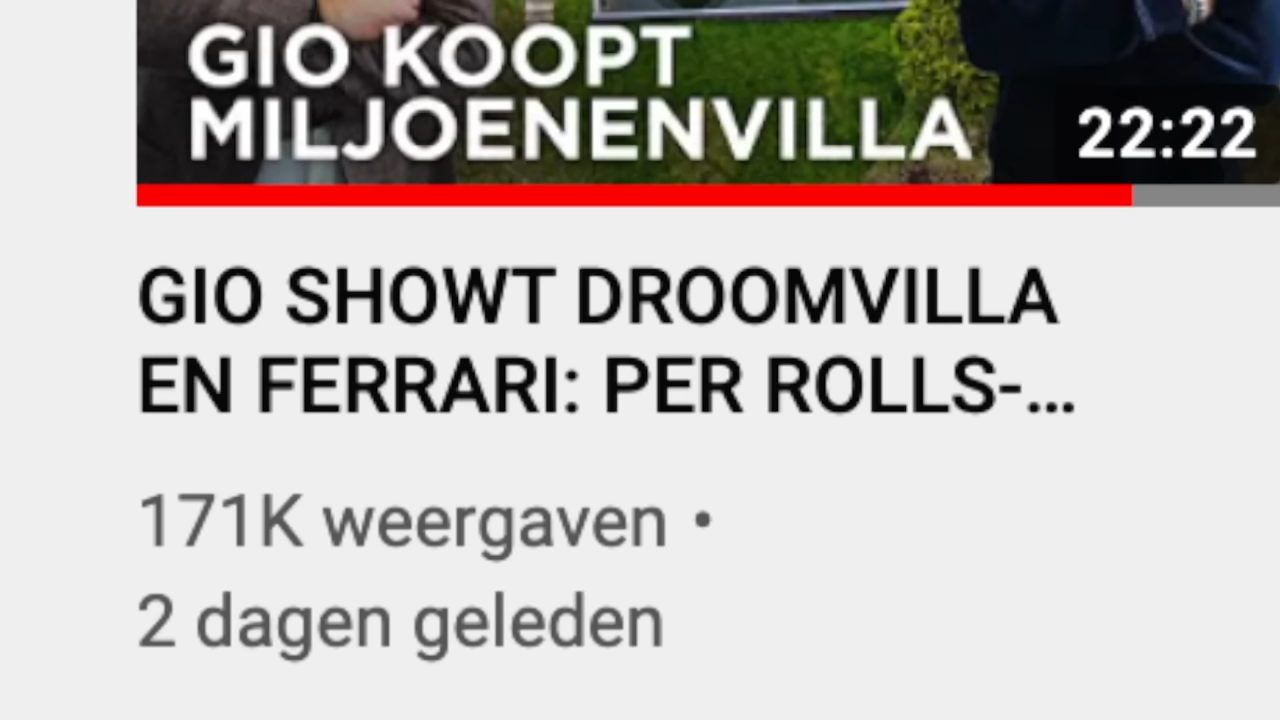 GIO KOOPT
MILJOENENVILLA
22:22
GIO SHOWT DROOMVILLA
EN FERRARI: PER ROLLS-...
171K weergaven •
2 dagen geleden